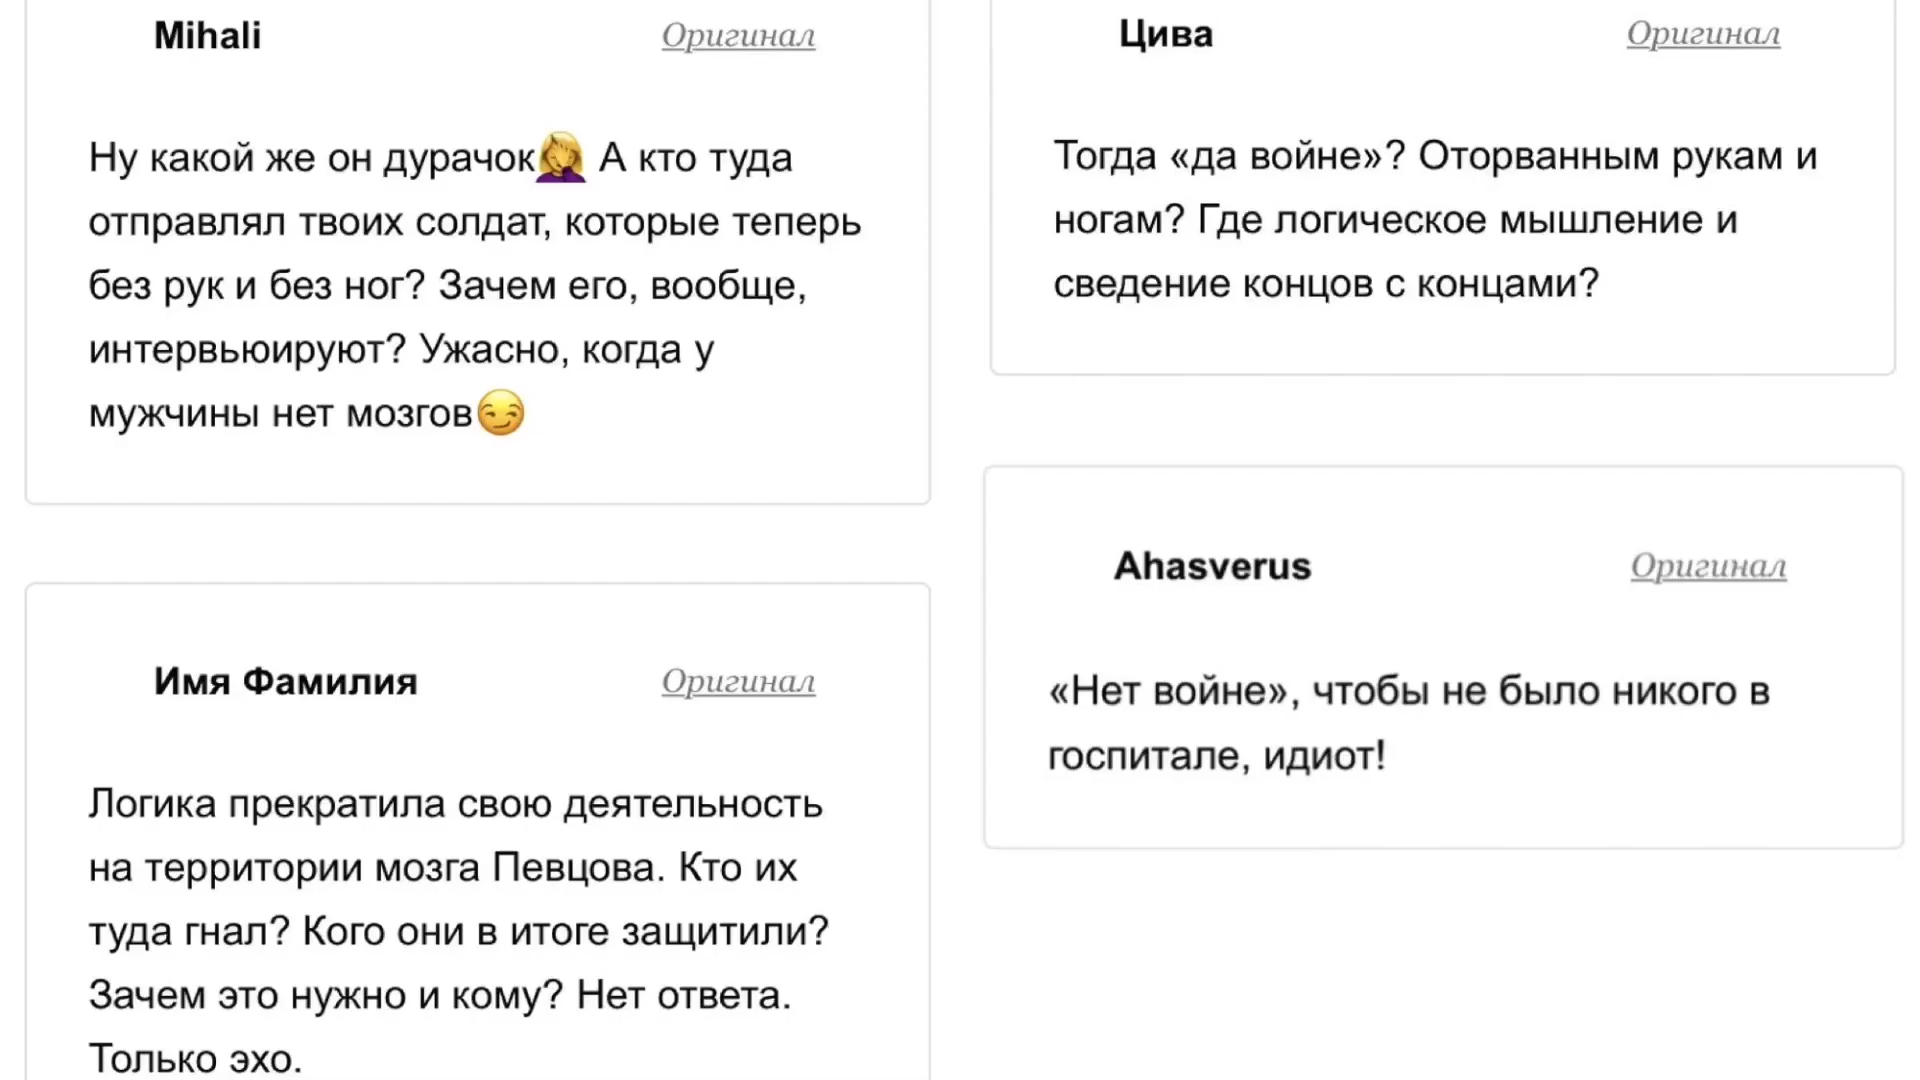 Mihali
Оригинал
Ну какой же он дурачок🤦‍♀️ А кто туда
отправлял твоих солдат, которые теперь
без рук и без ног? Зачем его, вообще,
интервьюируют? Ужасно, когда у
мужчины нет мозгов😏
Имя Фамилия
Оригинал
Логика прекратила свою деятельность
на территории мозга Певцова. Кто их
туда гнал? Кого они в итоге защитили?
Зачем это нужно и кому? Нет ответа.
Только эхо.
Цива
Оригинал
Тогда «да войне»? Оторванным рукам и
ногам? Где логическое мышление и
сведение концов с концами?
Ahasverus
Оригинал
«Нет войне», чтобы не было никого в
госпитале, идиот!